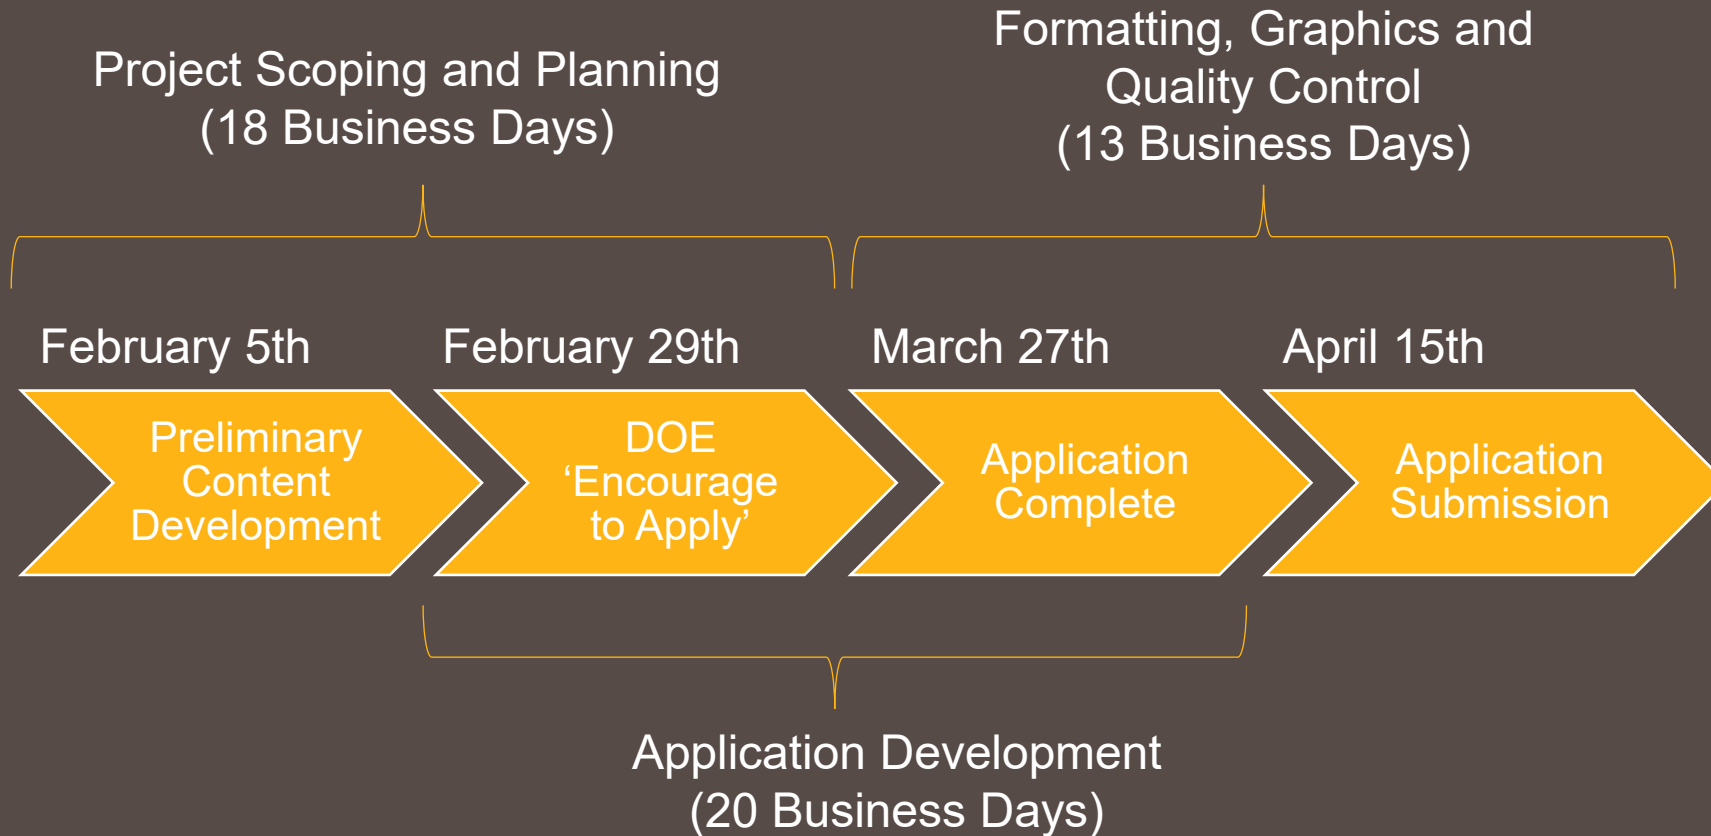 Project Scoping and Planning
(18 Business Days)
Formatting, Graphics and
Quality Control
(13 Business Days)
February 5th
February 29th
March 27th
April 15th
Preliminary
Content
Development
DOE
‘Encourage
to Apply’
Application
Complete
Application
Submission
Application Development
(20 Business Days)